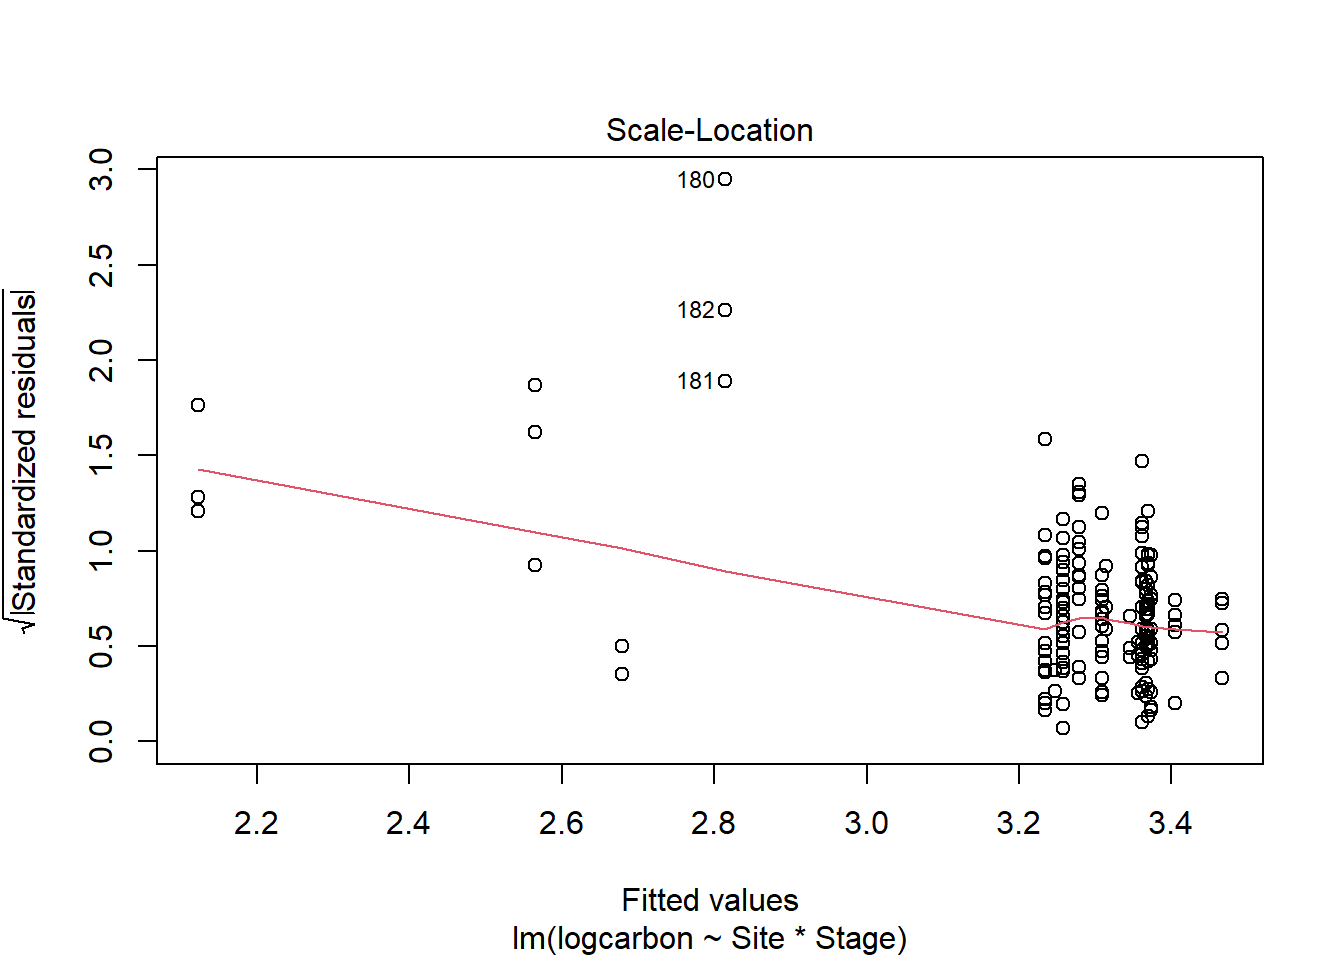 Scale-Location
√|Standardized residuals|
3.0
2.5
2.0
1.5
1.0
0.5
0.0
180
182
181
2.2 2.4 2.6 2.8 3.0 3.2 3.4
Fitted values
lm(logcarbon ~ Site * Stage)